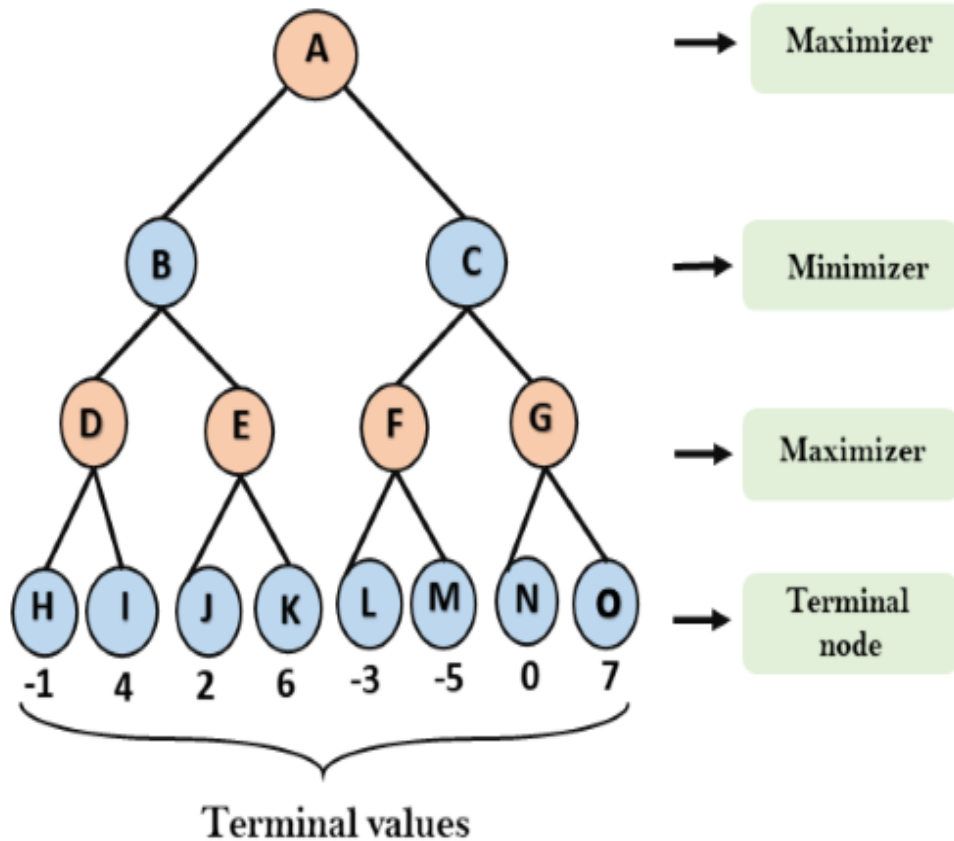 A
Maximizer
B
C
Minimizer
D
E
F
G
Maximizer
H
I
J
K
L
M
N
O
Terminal
node
-1
4
2
6
-3
-5
0
7
Terminal values